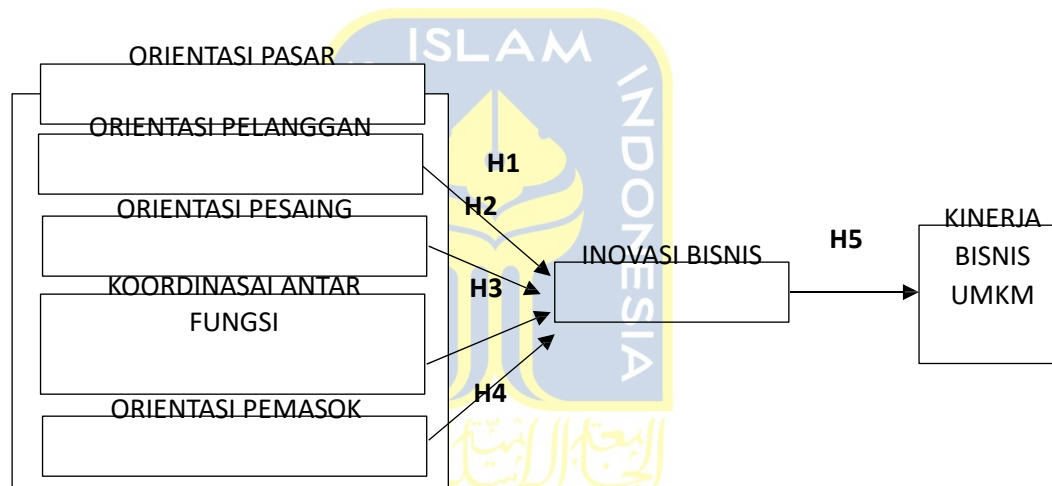 ISLAM
INDONESIA
ORIENTASI PASAR
ORIENTASI PELANGGAN
H1
H2
ORIENTASI PESAING
H3
KOORDINASAI ANTAR
FUNGSI
INOVASI BISNIS
H5
KINERJA
BISNIS
UMKM
H4
ORIENTASI PEMASOK